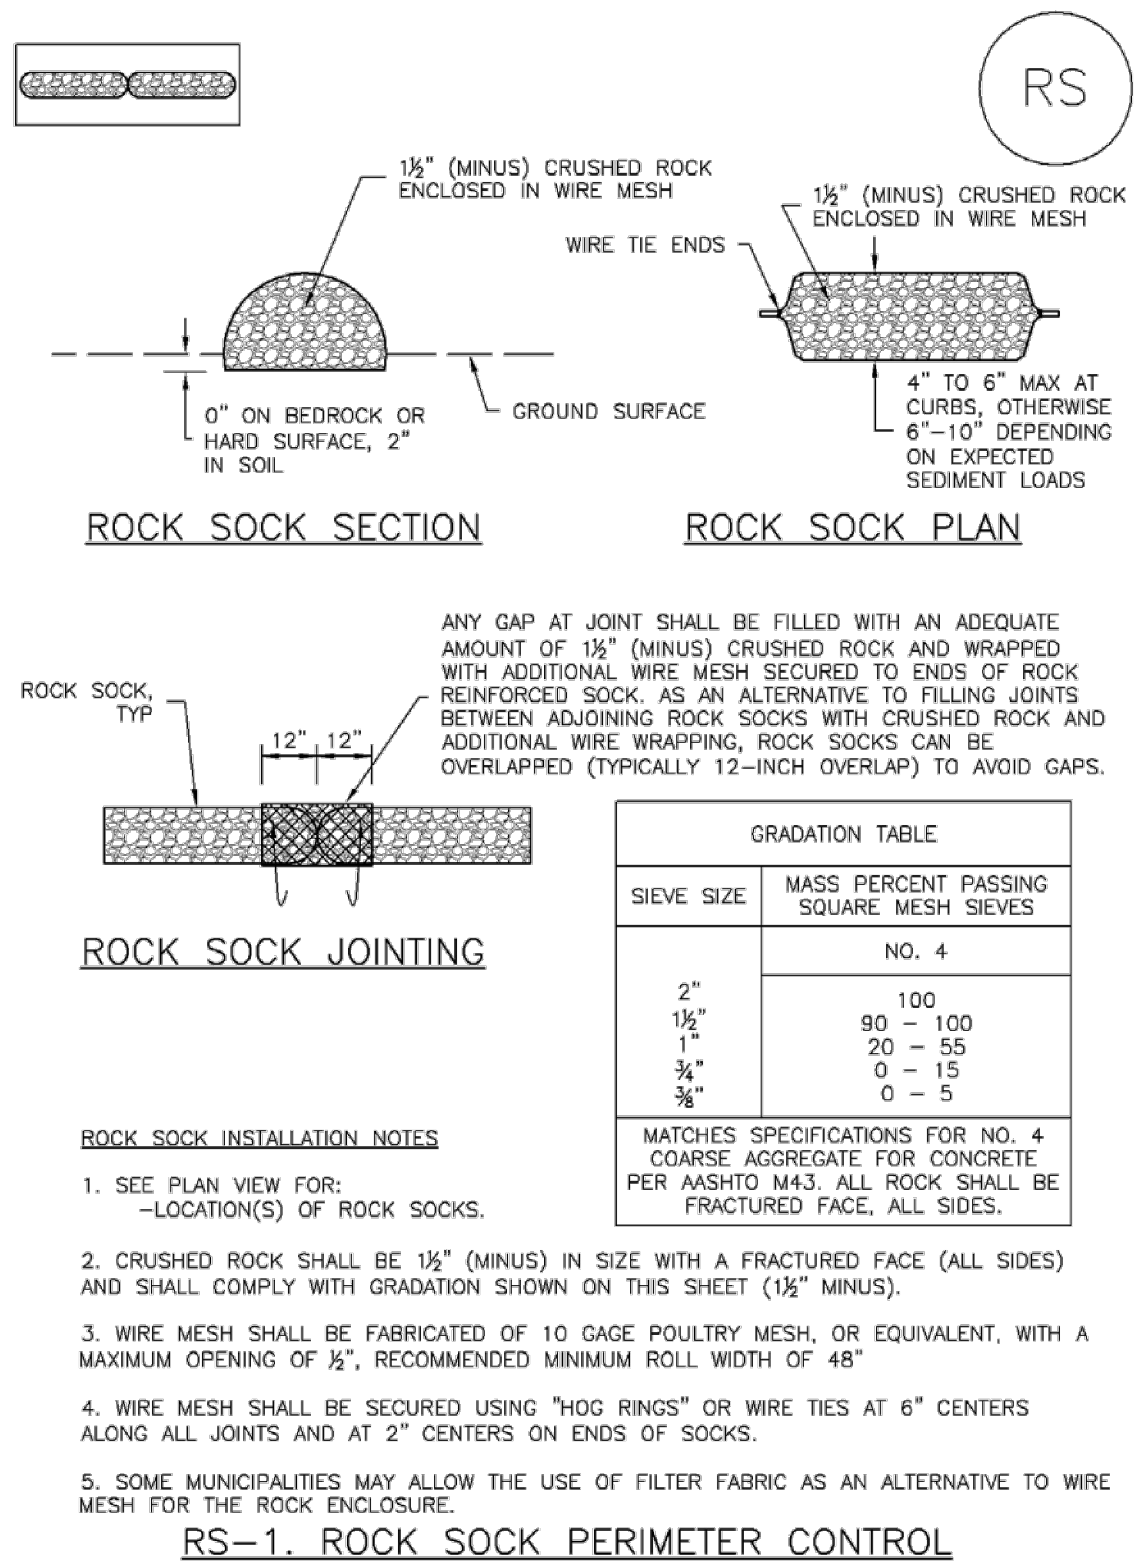 RS
1½" (MINUS) CRUSHED ROCK
ENCLOSED IN WIRE MESH
0" ON BEDROCK OR
HARD SURFACE, 2"
IN SOIL
GROUND SURFACE
ROCK SOCK SECTION
1½" (MINUS) CRUSHED ROCK
ENCLOSED IN WIRE MESH
WIRE TIE ENDS
4" TO 6" MAX AT
CURBS, OTHERWISE
6"-10" DEPENDING
ON EXPECTED
SEDIMENT LOADS
ROCK SOCK PLAN
ANY GAP AT JOINT SHALL BE FILLED WITH AN ADEQUATE
AMOUNT OF 1½" (MINUS) CRUSHED ROCK AND WRAPPED
WITH ADDITIONAL WIRE MESH SECURED TO ENDS OF ROCK
REINFORCED SOCK. AS AN ALTERNATIVE TO FILLING JOINTS
BETWEEN ADJOINING ROCK SOCKS WITH CRUSHED ROCK AND
ADDITIONAL WIRE WRAPPING, ROCK SOCKS CAN BE
OVERLAPPED (TYPICALLY 12-INCH OVERLAP) TO AVOID GAPS.
ROCK SOCK,
TYP
12" 12"
ROCK SOCK JOINTING
GRADATION TABLE
SIEVE SIZE
MASS PERCENT PASSING
SQUARE MESH SIEVES
NO. 4
2" 100
1½" 90 - 100
1" 20 - 55
¾" 0 - 15
⅜" 0 - 5
MATCHES SPECIFICATIONS FOR NO. 4
COARSE AGGREGATE FOR CONCRETE
PER AASHTO M43. ALL ROCK SHALL BE
FRACTURED FACE, ALL SIDES.
ROCK SOCK INSTALLATION NOTES
1. SEE PLAN VIEW FOR:
-LOCATION(S) OF ROCK SOCKS.
2. CRUSHED ROCK SHALL BE 1½" (MINUS) IN SIZE WITH A FRACTURED FACE (ALL SIDES)
AND SHALL COMPLY WITH GRADATION SHOWN ON THIS SHEET (1½" MINUS).
3. WIRE MESH SHALL BE FABRICATED OF 10 GAGE POULTRY MESH, OR EQUIVALENT, WITH A
MAXIMUM OPENING OF ½", RECOMMENDED MINIMUM ROLL WIDTH OF 48"
4. WIRE MESH SHALL BE SECURED USING "HOG RINGS" OR WIRE TIES AT 6" CENTERS
ALONG ALL JOINTS AND AT 2" CENTERS ON ENDS OF SOCKS.
5. SOME MUNICIPALITIES MAY ALLOW THE USE OF FILTER FABRIC AS AN ALTERNATIVE TO WIRE
MESH FOR THE ROCK ENCLOSURE.
RS-1. ROCK SOCK PERIMETER CONTROL